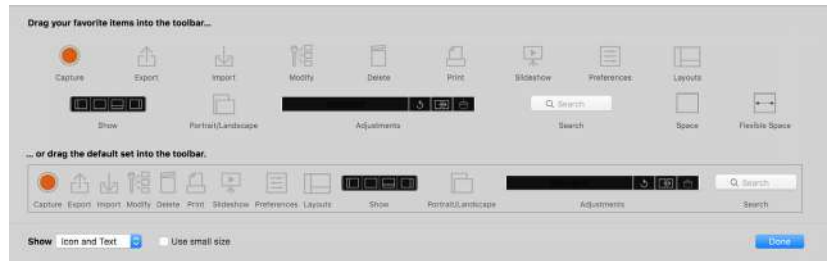 Drag your favorite items into the toolbar...
Capture Export Import Modify Delete Print Slideshow Preferences Layouts
Search
Show Portrait/Landscape Adjustments Search Space Flexible Space
... or drag the default set into the toolbar.
Search
Capture Export Import Modify Delete Print Slideshow Preferences Layouts Show Portrait/Landscape Adjustments Search
Show Icon and Text Use small size Done